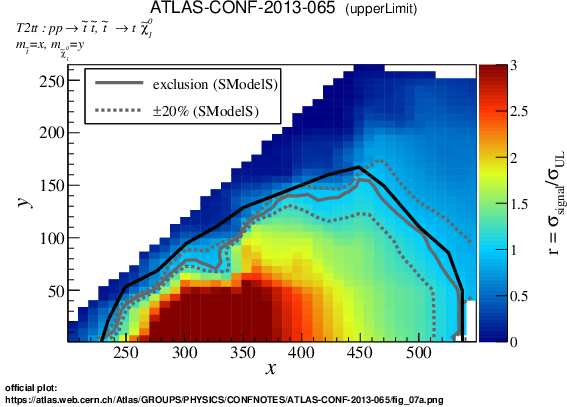 ATLAS-CONF-2013-065 (upperLimit)
T2tt : pp → t̃ t̃, t̃ → t χ̃₁⁰
m_t̃=x, m_χ̃₁⁰=y
exclusion (SModelS)
±20% (SModelS)
y
250
200
150
100
50
250 300 350 400 450 500
x
3
2.5
2
1.5
1
0.5
0
r = σ_signal/σ_UL
official plot:
https://atlas.web.cern.ch/Atlas/GROUPS/PHYSICS/CONFNOTES/ATLAS-CONF-2013-065/fig_07a.png